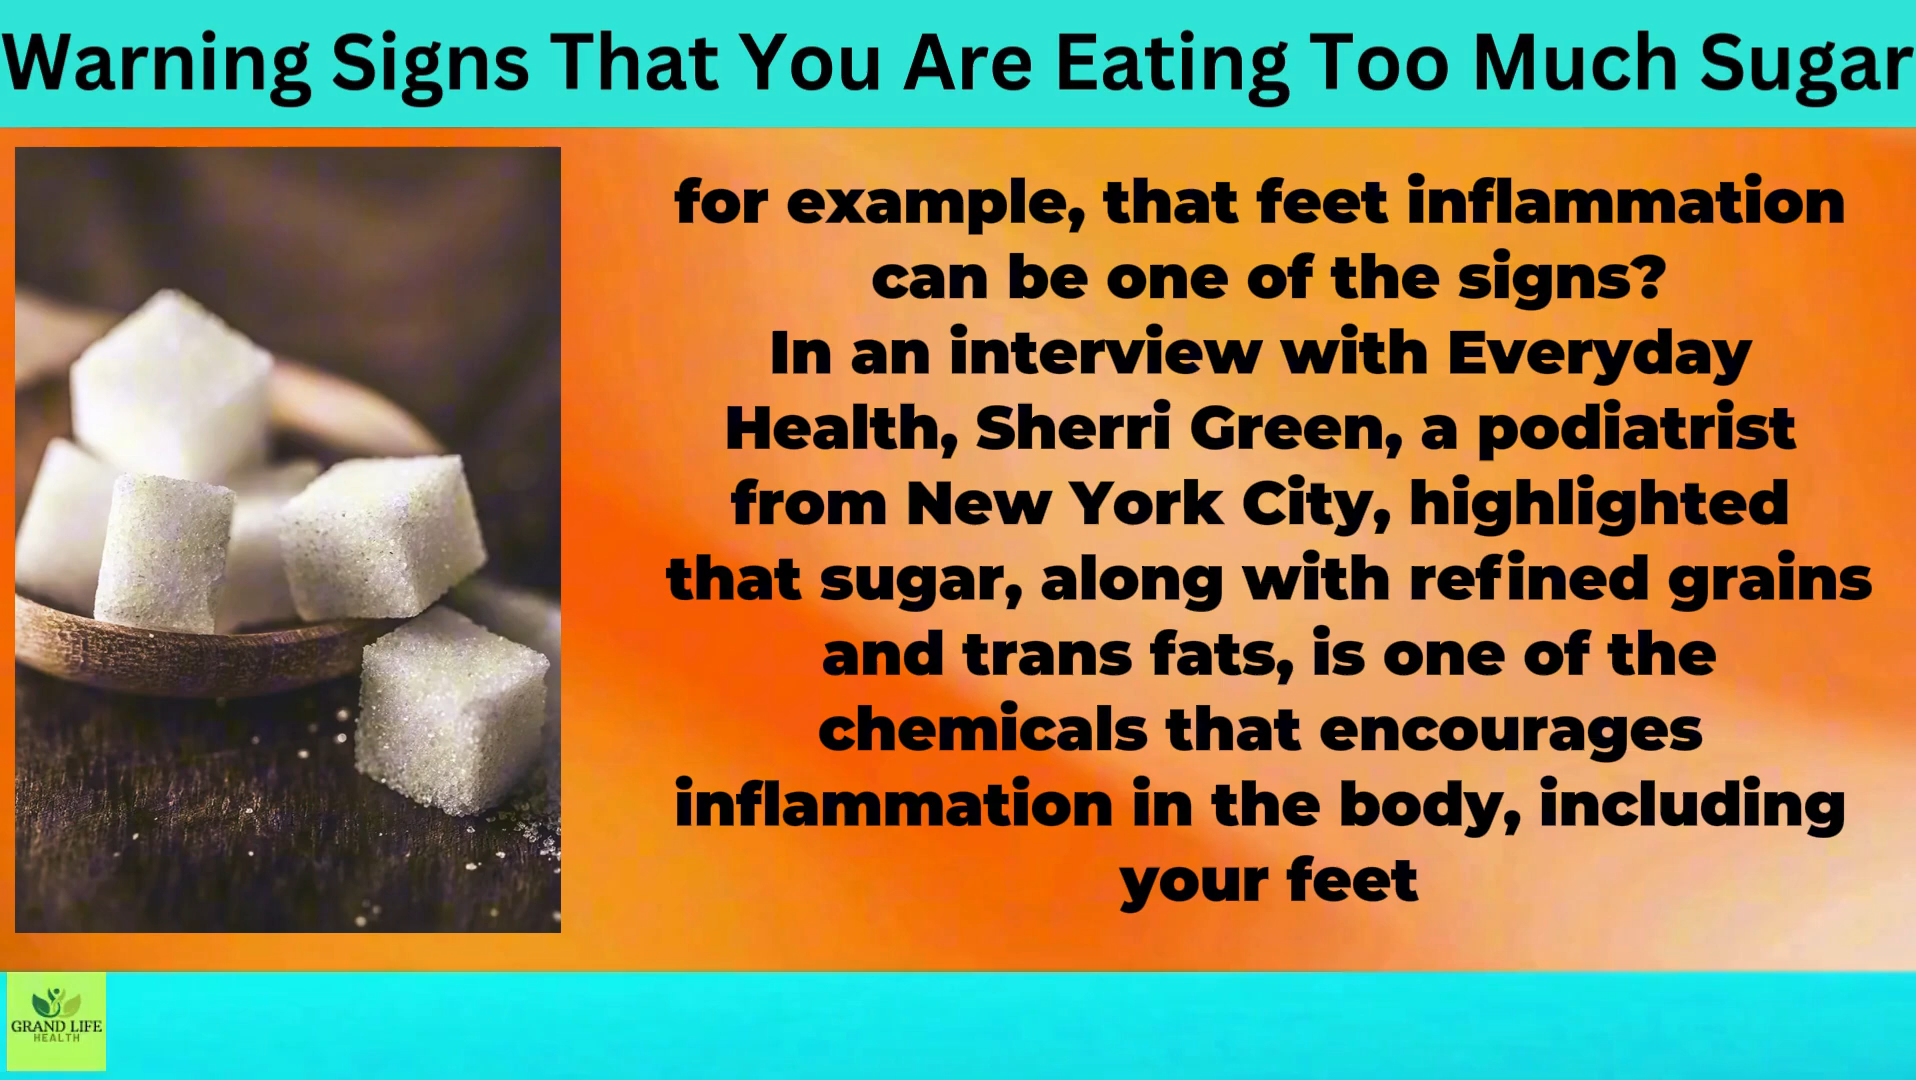 Warning Signs That You Are Eating Too Much Sugar
for example, that feet inflammation
can be one of the signs?
In an interview with Everyday
Health, Sherri Green, a podiatrist
from New York City, highlighted
that sugar, along with refined grains
and trans fats, is one of the
chemicals that encourages
inflammation in the body, including
your feet
GRAND LIFE
HEALTH